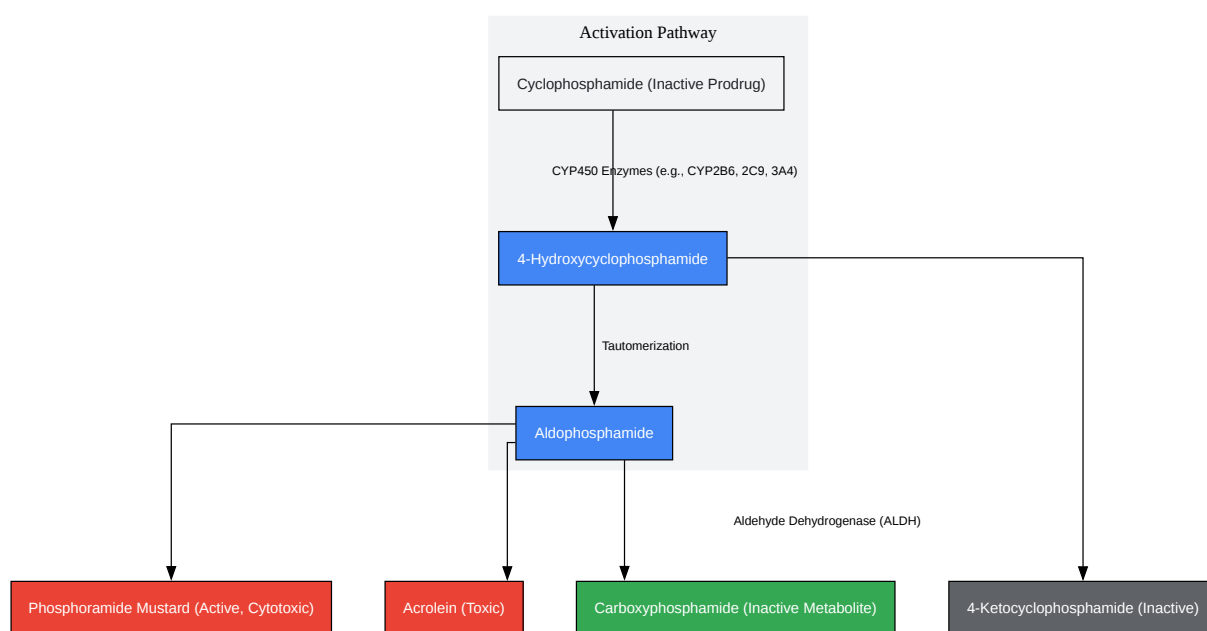 Activation Pathway
Cyclophosphamide (Inactive Prodrug)
CYP450 Enzymes (e.g., CYP2B6, 2C9, 3A4)
4-Hydroxycyclophosphamide
Tautomerization
Aldophosphamide
Aldehyde Dehydrogenase (ALDH)
Phosphoramide Mustard (Active, Cytotoxic)
Acrolein (Toxic)
Carboxyphosphamide (Inactive Metabolite)
4-Ketocyclophosphamide (Inactive)